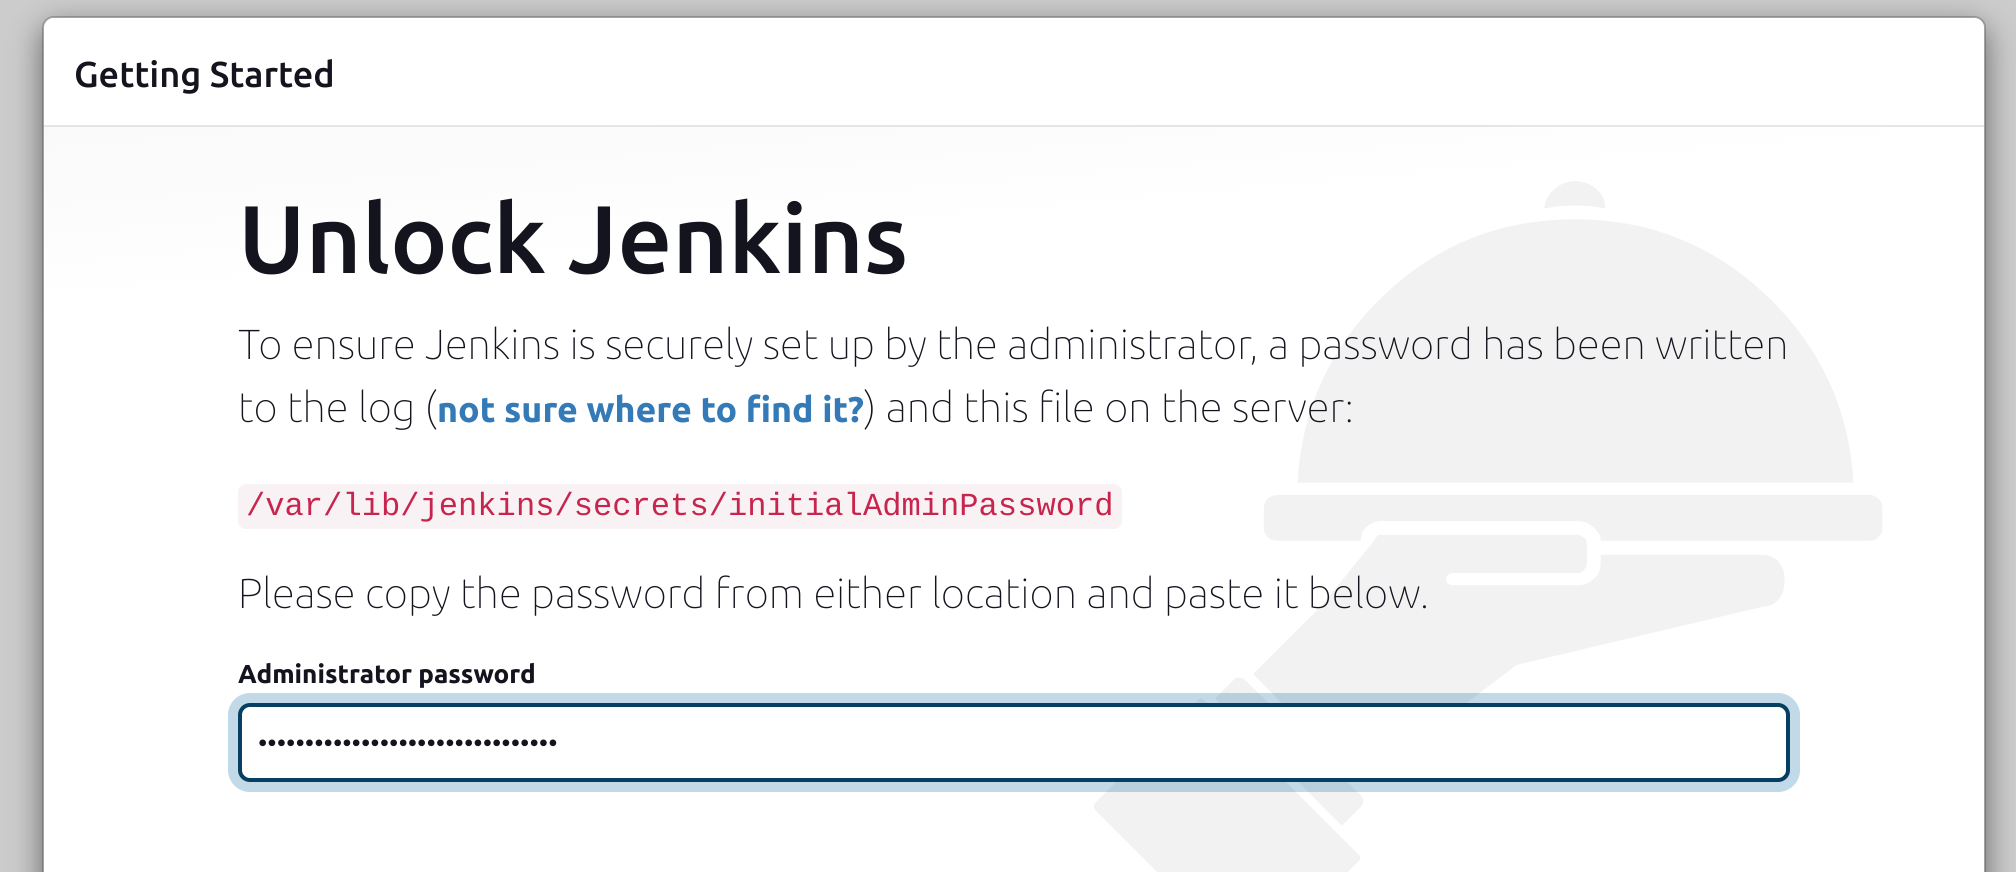 Getting Started
Unlock Jenkins
To ensure Jenkins is securely set up by the administrator, a password has been written
to the log (not sure where to find it?) and this file on the server:
/var/lib/jenkins/secrets/initialAdminPassword
Please copy the password from either location and paste it below.
Administrator password
••••••••••••••••••••••••••••••••